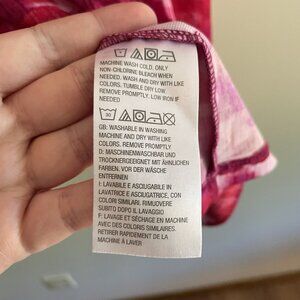 MACHINE WASH COLD, ONLY
NON-CHLORINE BLEACH WHEN
NEEDED. WASH AND DRY WITH LIKE
COLORS. TUMBLE DRY LOW
REMOVE PROMPTLY, LOW IRON IF
NEEDED
30
GB: WASHABLE IN WASHING
MACHINE AND DRY WITH LIKE
COLORS. REMOVE PROMPTLY
D: MASCHINENWASCHBAR UND
TROCKNERGEEIGNET MIT ÄHNLICHEN
FARBEN. VOR DER WÄSCHE
ENTFERNEN
I: LAVABILE E ASCIUGABILE IN
LAVATRICE E ASCIUGATRICE, CON
COLORI SIMILARI. RIMUOVERE
SUBITO DOPO IL LAVAGGIO
F: LAVAGE ET SÉCHAGE EN MACHINE
AVEC DES COLORIS SIMILAIRES.
RETIRER RAPIDEMENT DE LA
MACHINE À LAVER